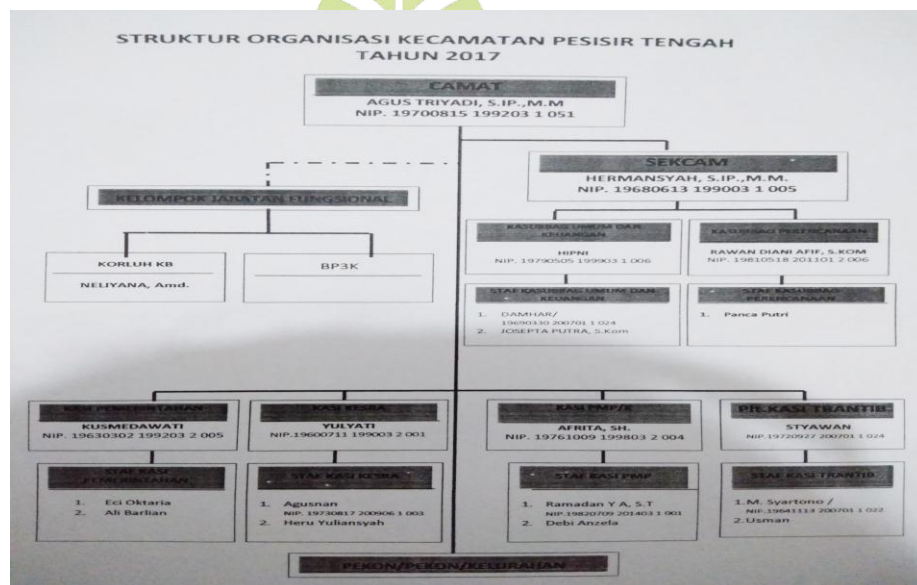 STRUKTUR ORGANISASI KECAMATAN PESISIR TENGAH
TAHUN 2017
CAMAT
AGUS TRIYADI, S.IP.,M.M
NIP. 19700815 199203 1 051
SEKCAM
HERMANSYAH, S.IP.,M.M.
NIP. 19680613 199003 1 005
KELOMPOK JABATAN FUNGSIONAL
KORLUH KB
NELIYANA, Amd.
BP3K
KASUBBAG UMUM DAN
KEUANGAN
HIPNI
NIP. 19790505 199903 1 006
KASUBBAG PERENCANAAN
RAWAN DIANI AFIF, S.KOM
NIP. 19810518 201101 2 006
STAF KASUBBAG UMUM DAN
KEUANGAN
1. DAMHAR/
19690330 200701 1 024
2. JOSEPTA PUTRA, S.Kom
STAF KASUBBAG
PERENCANAAN
1. Panca Putri
KASI PEMERINTAHAN
KUSMEDAWATI
NIP. 19630302 199203 2 005
KASI KESRA
YULYATI
NIP.19600711 199003 2 001
KASI PMP/K
AFRITA, SH.
NIP. 19761009 199803 2 004
PJE.KASI TRANTIB
STYAWAN
NIP.19720927 200701 1 024
STAF KASI
PEMERINTAHAN
1. Eci Oktaria
2. Ali Barlian
STAF KASI KESRA
1. Agusnan
NIP. 19730817 200906 1 003
2. Heru Yuliansyah
STAF KASI PMP
1. Ramadan Y A, S.T
NIP.19820709 201403 1 001
2. Debi Anzela
STAF KASI TRANTIB
1.M. Syartono /
NIP.19641113 200701 1 022
2.Usman
PEKON/PEKON/KELURAHAN